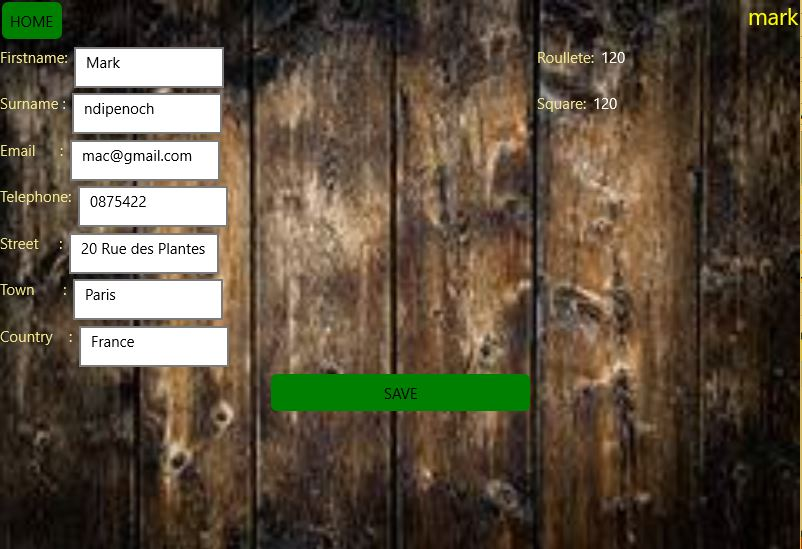 HOME
mark
Firstname: Mark
Roullete: 120
Surname : ndipenoch
Square: 120
Email : mac@gmail.com
Telephone: 0875422
Street : 20 Rue des Plantes
Town : Paris
Country : France
SAVE